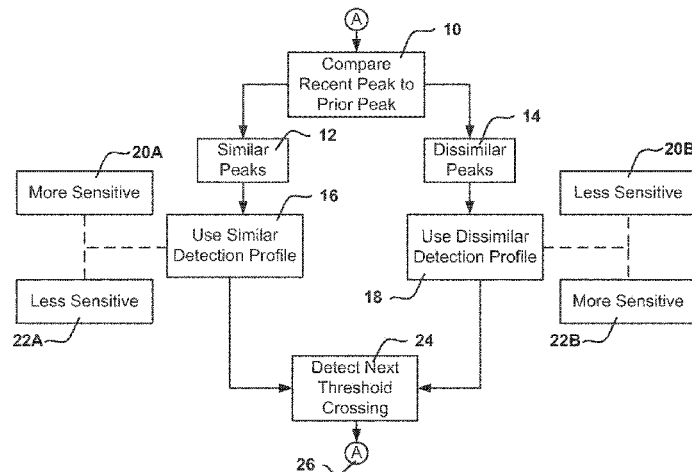 A
10
Compare
Recent Peak to
Prior Peak
12
14
Similar
Peaks
Dissimilar
Peaks
20A
20B
More Sensitive
Less Sensitive
16
Use Similar
Detection Profile
Use Dissimilar
Detection Profile
18
Less Sensitive
More Sensitive
22A
22B
24
Detect Next
Threshold
Crossing
A
26